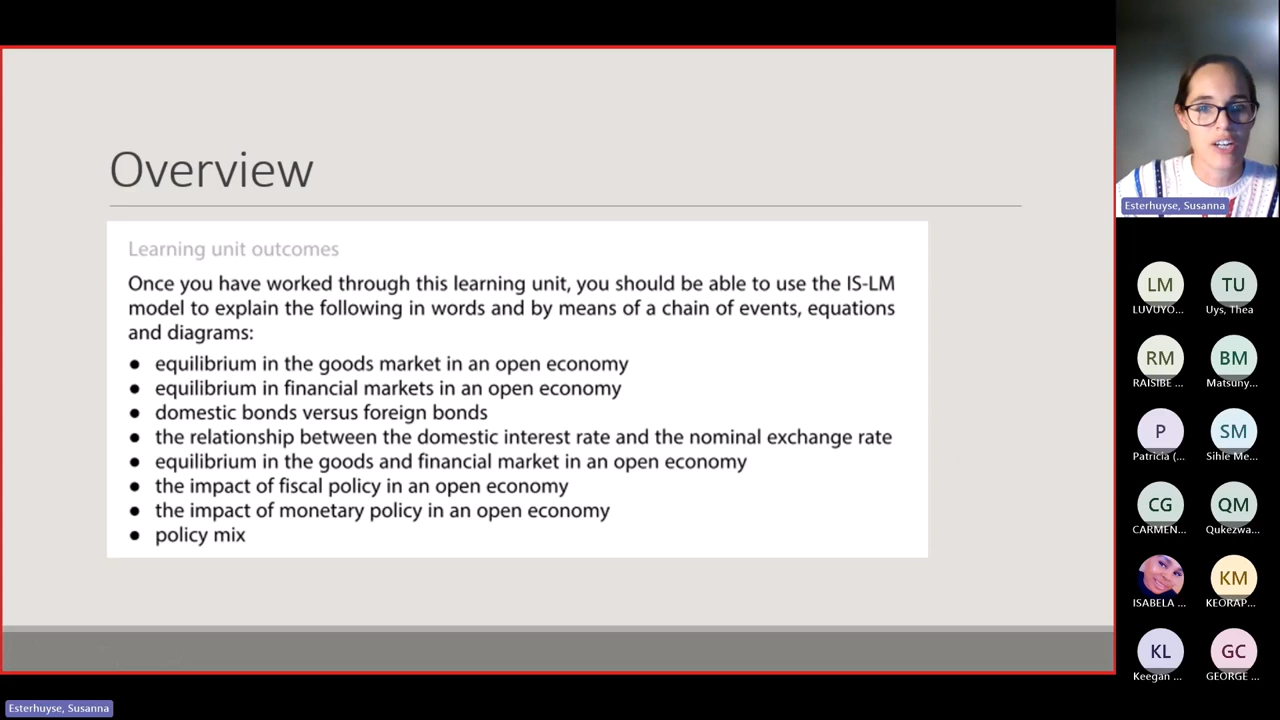 Overview
Learning unit outcomes
Once you have worked through this learning unit, you should be able to use the IS-LM
model to explain the following in words and by means of a chain of events, equations
and diagrams:
● equilibrium in the goods market in an open economy
● equilibrium in financial markets in an open economy
● domestic bonds versus foreign bonds
● the relationship between the domestic interest rate and the nominal exchange rate
● equilibrium in the goods and financial market in an open economy
● the impact of fiscal policy in an open economy
● the impact of monetary policy in an open economy
● policy mix
Esterhuyse, Susanna
LM TU
LUVUYO... Uys, Thea
RM BM
RAISIBE ... Matsuny...
P SM
Patricia (... Sihle Me...
CG QM
CARMEN... Qukezwa...
KM
ISABELA ... KEORAP...
KL GC
Keegan ... GEORGE ...
Esterhuyse, Susanna